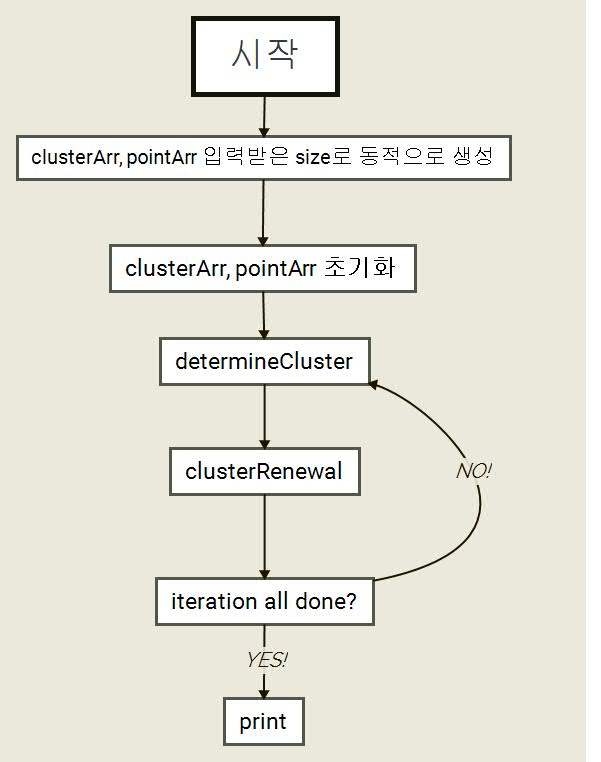 시작
clusterArr, pointArr 입력받은 size로 동적으로 생성
clusterArr, pointArr 초기화
determineCluster
clusterRenewal
NO!
iteration all done?
YES!
print